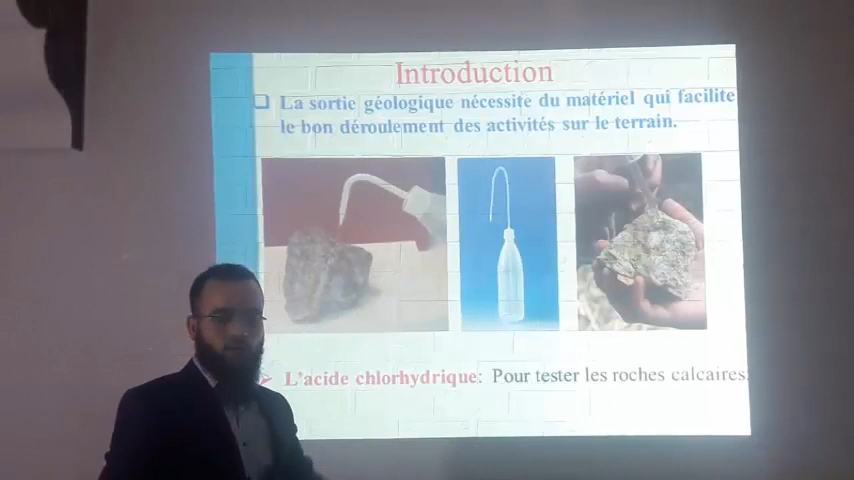 Introduction
La sortie géologique nécessite du matériel qui facilite
le bon déroulement des activités sur le terrain.
L'acide chlorhydrique: Pour tester les roches calcaires.